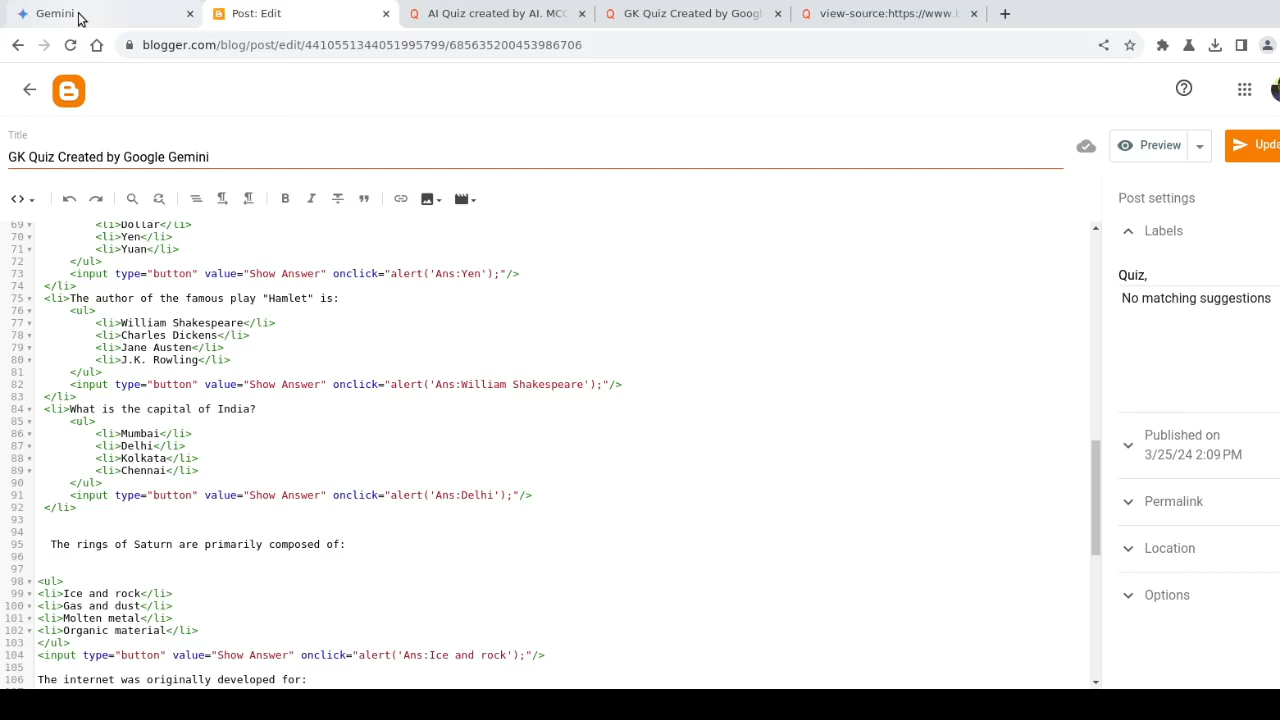 Gemini
Post: Edit
AI Quiz created by AI. MCC
GK Quiz Created by Goog
view-source:https://www.
blogger.com/blog/post/edit/4410551344051995799/685635200453986706
Title
GK Quiz Created by Google Gemini
Preview
Upda
Post settings
Labels
Quiz,
No matching suggestions
Published on
3/25/24 2:09 PM
Permalink
Location
Options
69 <li>Dollar</li>
70 <li>Yen</li>
71 <li>Yuan</li>
72 </ul>
73 <input type="button" value="Show Answer" onclick="alert('Ans:Yen');"/>
74 </li>
75 <li>The author of the famous play "Hamlet" is:
76 <ul>
77 <li>William Shakespeare</li>
78 <li>Charles Dickens</li>
79 <li>Jane Austen</li>
80 <li>J.K. Rowling</li>
81 </ul>
82 <input type="button" value="Show Answer" onclick="alert('Ans:William Shakespeare');"/>
83 </li>
84 <li>What is the capital of India?
85 <ul>
86 <li>Mumbai</li>
87 <li>Delhi</li>
88 <li>Kolkata</li>
89 <li>Chennai</li>
90 </ul>
91 <input type="button" value="Show Answer" onclick="alert('Ans:Delhi');"/>
92 </li>
93
94
95 The rings of Saturn are primarily composed of:
96
97
98 <ul>
99 <li>Ice and rock</li>
100 <li>Gas and dust</li>
101 <li>Molten metal</li>
102 <li>Organic material</li>
103 </ul>
104 <input type="button" value="Show Answer" onclick="alert('Ans:Ice and rock');"/>
105
106 The internet was originally developed for: